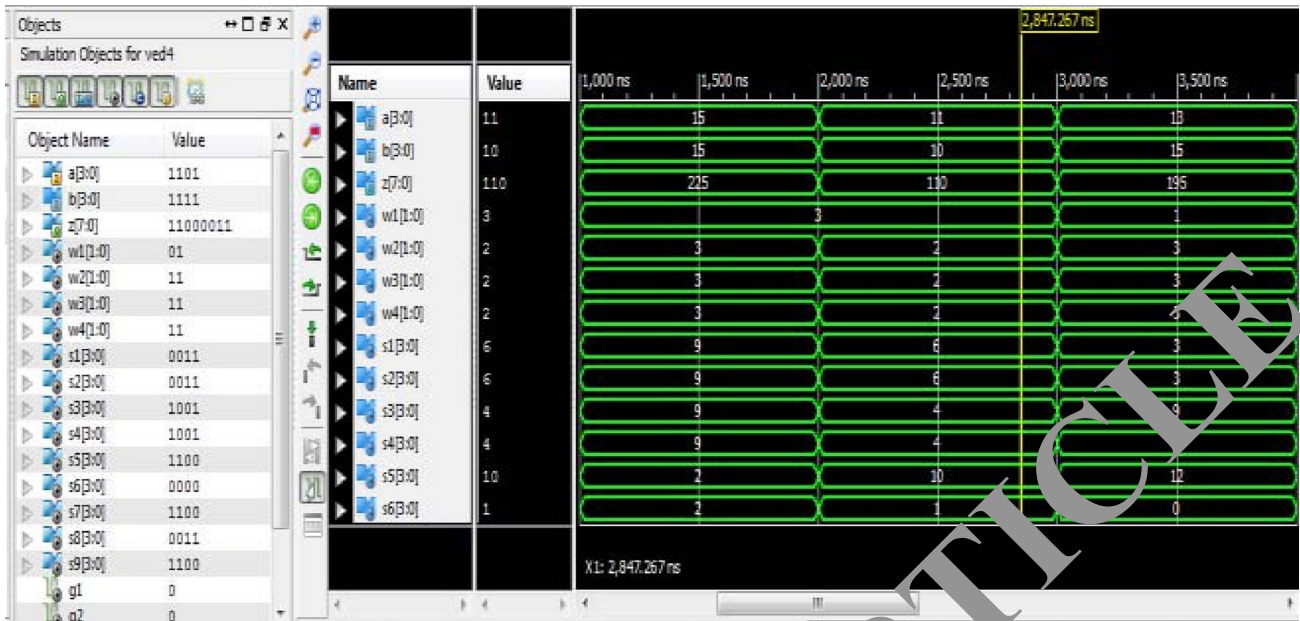 Objects
Simulation Objects for ved4
Object Name Value
a[3:0] 1101
b[3:0] 1111
z[7:0] 11000011
w1[1:0] 01
w2[1:0] 11
w3[1:0] 11
w4[1:0] 11
s1[3:0] 0011
s2[3:0] 0011
s3[3:0] 1001
s4[3:0] 1001
s5[3:0] 1100
s6[3:0] 0000
s7[3:0] 1100
s8[3:0] 0011
s9[3:0] 1100
g1 0
g2 0
2,847.267 ns
Name Value 1,000 ns 1,500 ns 2,000 ns 2,500 ns 3,000 ns 3,500 ns
a[3:0] 11 15 11 13
b[3:0] 10 15 10 15
z[7:0] 110 225 110 195
w1[1:0] 3 3 1
w2[1:0] 2 3 2 3
w3[1:0] 2 3 2 3
w4[1:0] 2 3 2
s1[3:0] 6 9 6 3
s2[3:0] 6 9 6 3
s3[3:0] 4 9 4 9
s4[3:0] 4 9 4
s5[3:0] 10 2 10 12
s6[3:0] 1 2 1 0
X1: 2,847.267 ns
TICLE